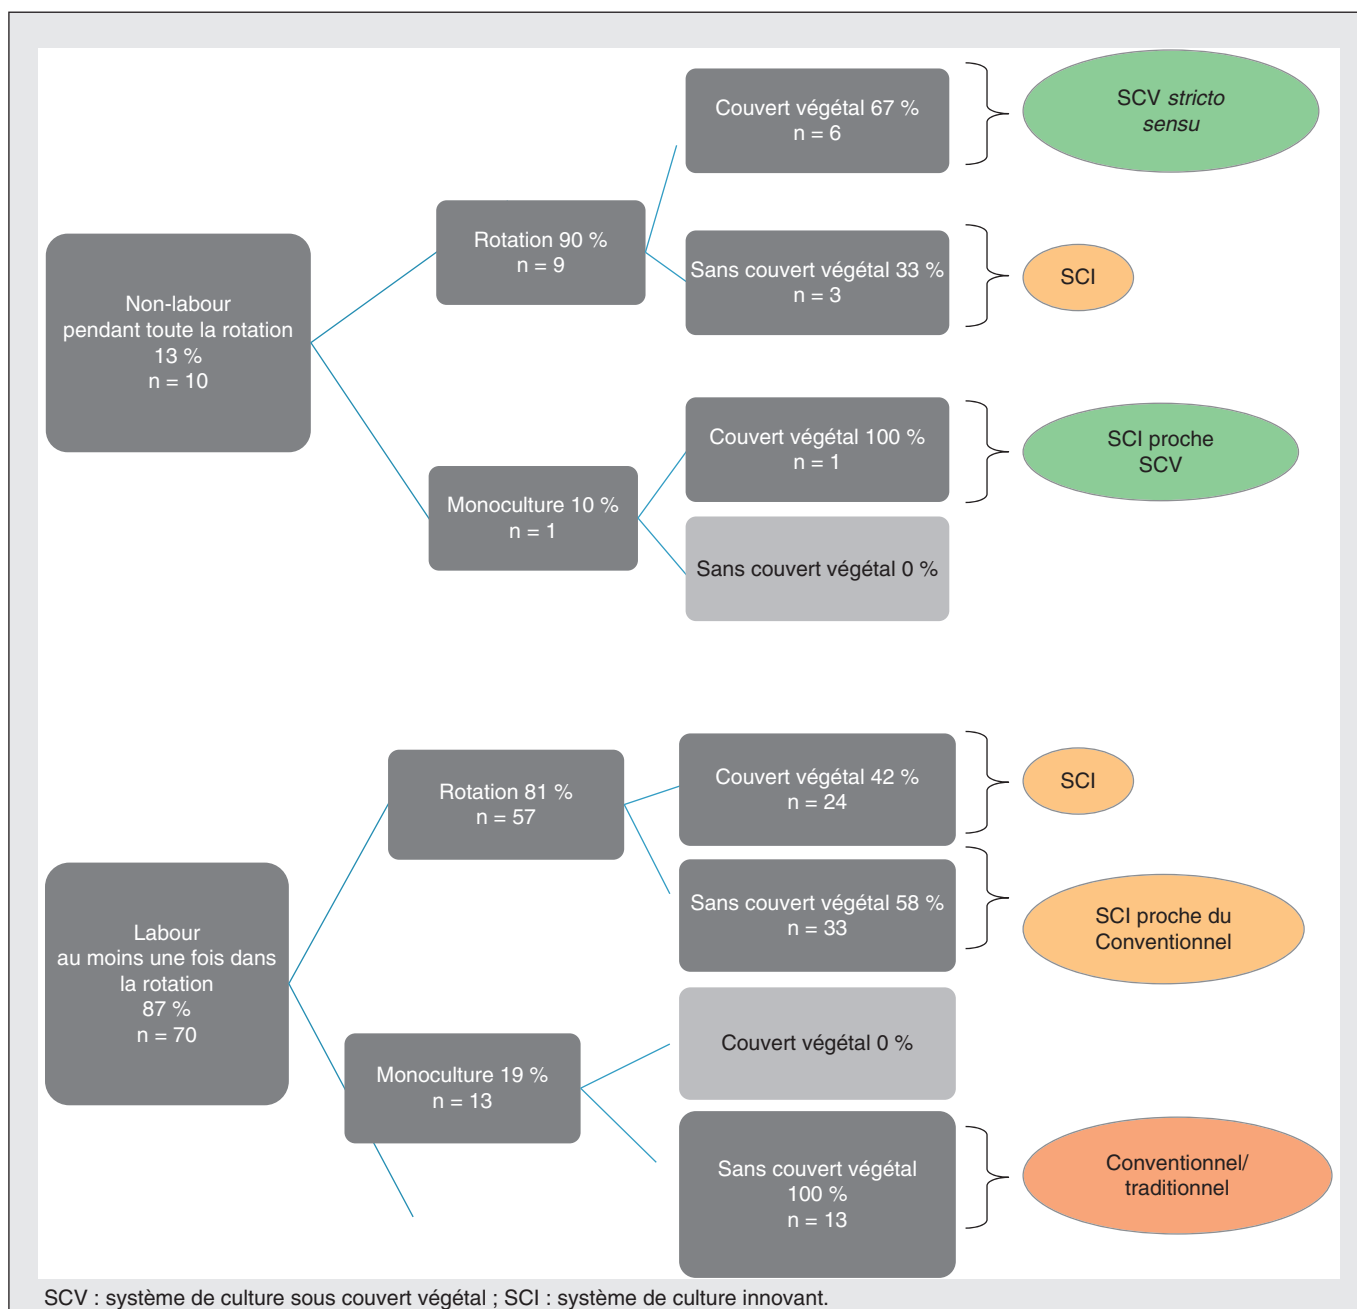 Couvert végétal 67 %
n = 6
SCV stricto
sensu
Rotation 90 %
n = 9
Sans couvert végétal 33 %
n = 3
SCI
Non-labour
pendant toute la rotation
13 %
n = 10
Couvert végétal 100 %
n = 1
SCI proche
SCV
Monoculture 10 %
n = 1
Sans couvert végétal 0 %
Rotation 81 %
n = 57
Couvert végétal 42 %
n = 24
SCI
Sans couvert végétal 58 %
n = 33
SCI proche du
Conventionnel
Labour
au moins une fois dans
la rotation
87 %
n = 70
Couvert végétal 0 %
Monoculture 19 %
n = 13
Sans couvert végétal
100 %
n = 13
Conventionnel/
traditionnel
SCV : système de culture sous couvert végétal ; SCI : système de culture innovant.